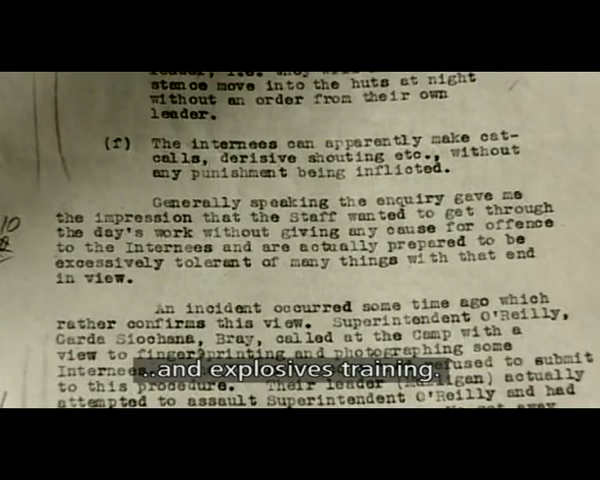 stance move into the huts at night
without an order from their own
leader.
(f) The internees can apparently make cat-
calls, derisive shouting etc., without
any punishment being inflicted.
Generally speaking the enquiry gave me
the impression that the Staff wanted to get through
the day's work without giving any cause for offence
to the Internees and are actually prepared to be
excessively tolerant of many things with that end
in view.
An incident occurred some time ago which
rather confirms this view. Superintendent O'Reilly,
Garda Siochana, Bray, called at the Camp with a
view to fingerprinting and photographing some
Internees refused to submit
..and explosives training.
to this procedure. Their leader actually
attempted to assault Superintendent O'Reilly and had